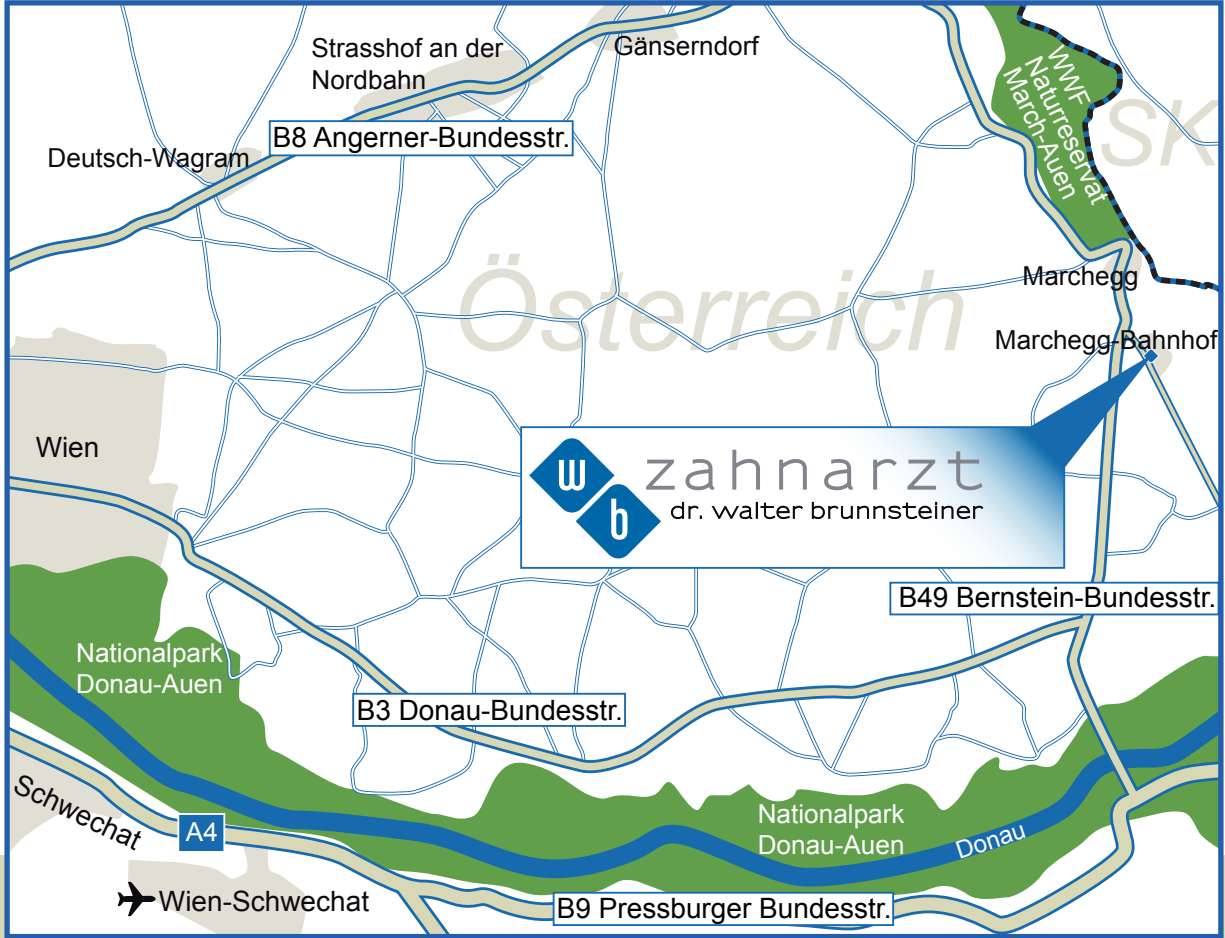 Strasshof an der
Nordbahn
Gänserndorf
B8 Angerner-Bundesstr.
Deutsch-Wagram
WWF
Naturreservat
March-Auen
SK
Österreich
Marchegg
Marchegg-Bahnhof
Wien
w
b
zahnarzt
dr. walter brunnsteiner
B49 Bernstein-Bundesstr.
Nationalpark
Donau-Auen
B3 Donau-Bundesstr.
Schwechat
A4
Nationalpark
Donau-Auen
Donau
Wien-Schwechat
B9 Pressburger Bundesstr.